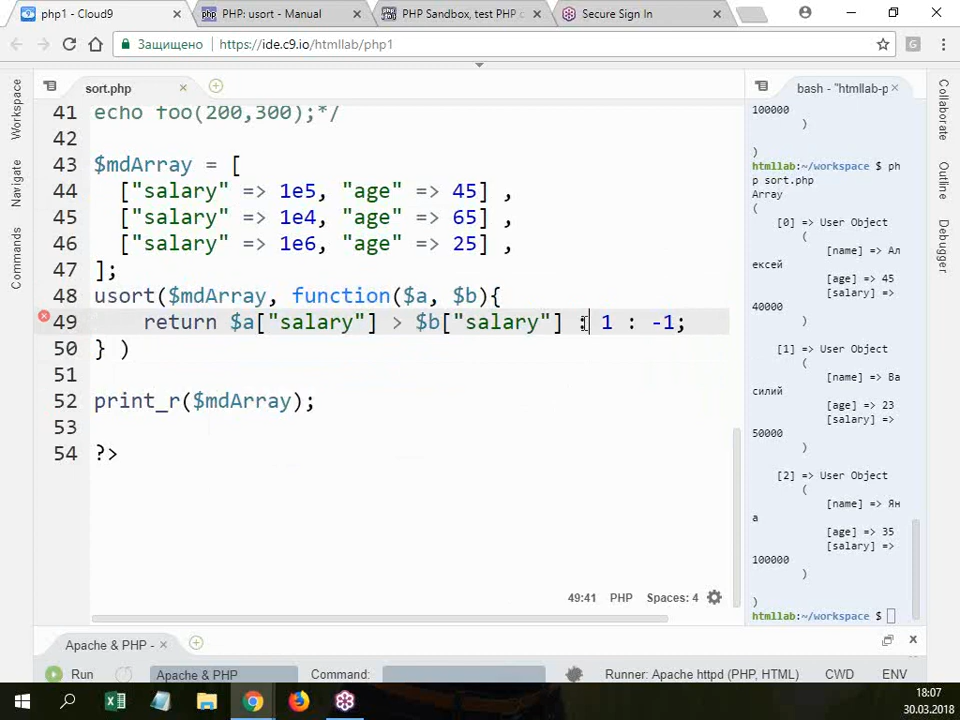 php1 - Cloud9
PHP: usort - Manual
PHP Sandbox, test PHP c
Secure Sign In
Защищено
https://ide.c9.io/htmllab/php1
sort.php
41 echo foo(200,300);*/
42
43 $mdArray = [
44 ["salary" => 1e5, "age" => 45] ,
45 ["salary" => 1e4, "age" => 65] ,
46 ["salary" => 1e6, "age" => 25] ,
47 ];
48 usort($mdArray, function($a, $b){
49 return $a["salary"] > $b["salary"] : 1 : -1;
50 } )
51
52 print_r($mdArray);
53
54 ?>
49:41 PHP Spaces: 4
Workspace
Navigate
Commands
bash - "htmllab-p
100000
)
)
htmllab:~/workspace $ ph
p sort.php
Array
(
[0] => User Object
(
[name] => Ал
ексей
[age] => 45
[salary] =>
40000
)
[1] => User Object
(
[name] => Ва
силий
[age] => 23
[salary] =>
50000
)
[2] => User Object
(
[name] => Ян
а
[age] => 35
[salary] =>
100000
)
)
htmllab:~/workspace $
Collaborate
Outline
Debugger
Apache & PHP -
Run
Apache & PHP
Command:
Runner: Apache httpd (PHP, HTML)
CWD
ENV
18:07
30.03.2018